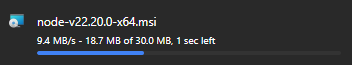 node-v22.20.0-x64.msi
9.4 MB/s - 18.7 MB of 30.0 MB, 1 sec left